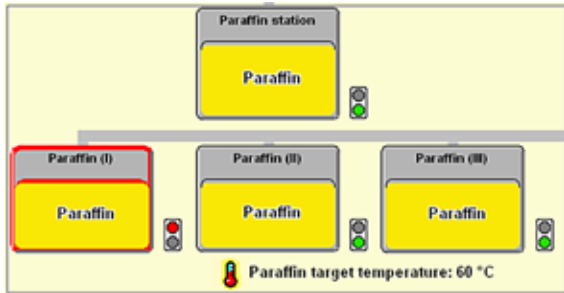 Paraffin station
Paraffin
Paraffin (I)
Paraffin (II)
Paraffin (III)
Paraffin
Paraffin
Paraffin
Paraffin target temperature: 60 °C